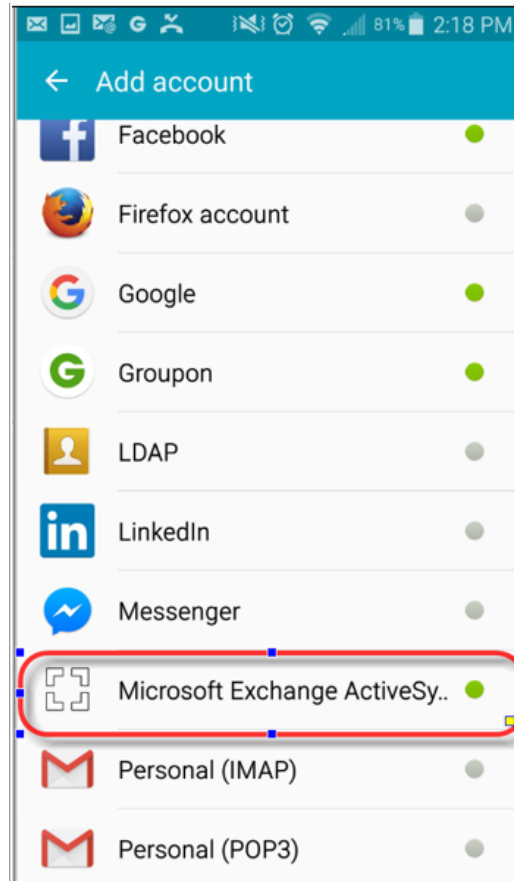 81% 2:18 PM
Add account
Facebook
Firefox account
Google
Groupon
LDAP
LinkedIn
Messenger
Microsoft Exchange ActiveSy..
Personal (IMAP)
Personal (POP3)